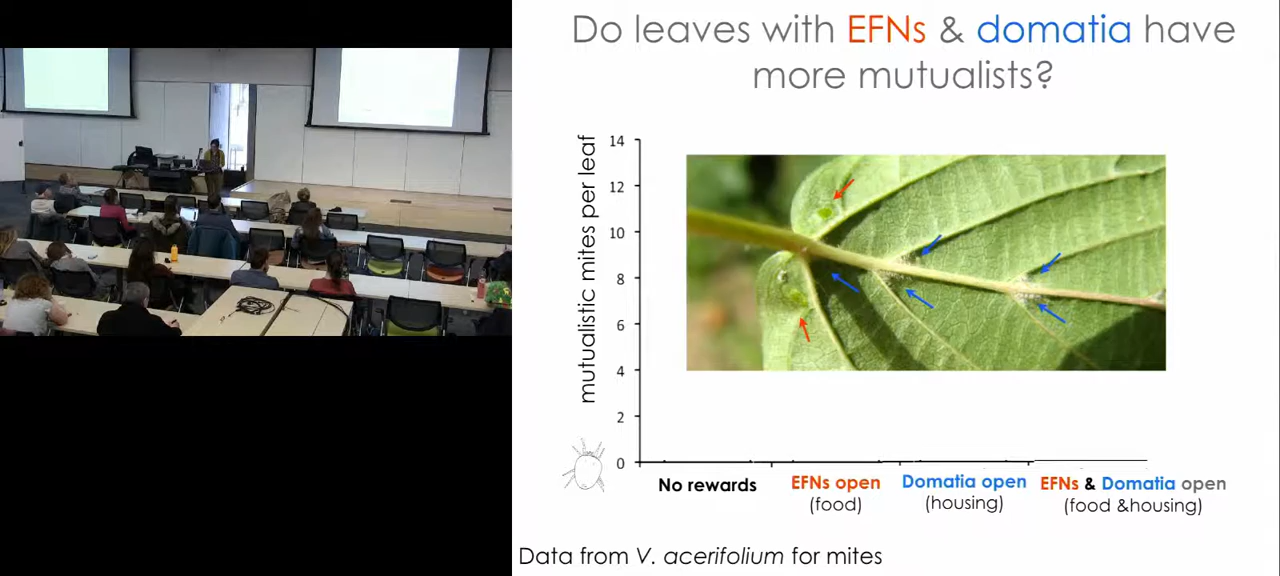 Do leaves with EFNs & domatia have
more mutualists?
mutualistic mites per leaf
14
12
10
8
6
4
2
0
No rewards
EFNs open
(food)
Domatia open
(housing)
EFNs & Domatia open
(food &housing)
Data from V. acerifolium for mites